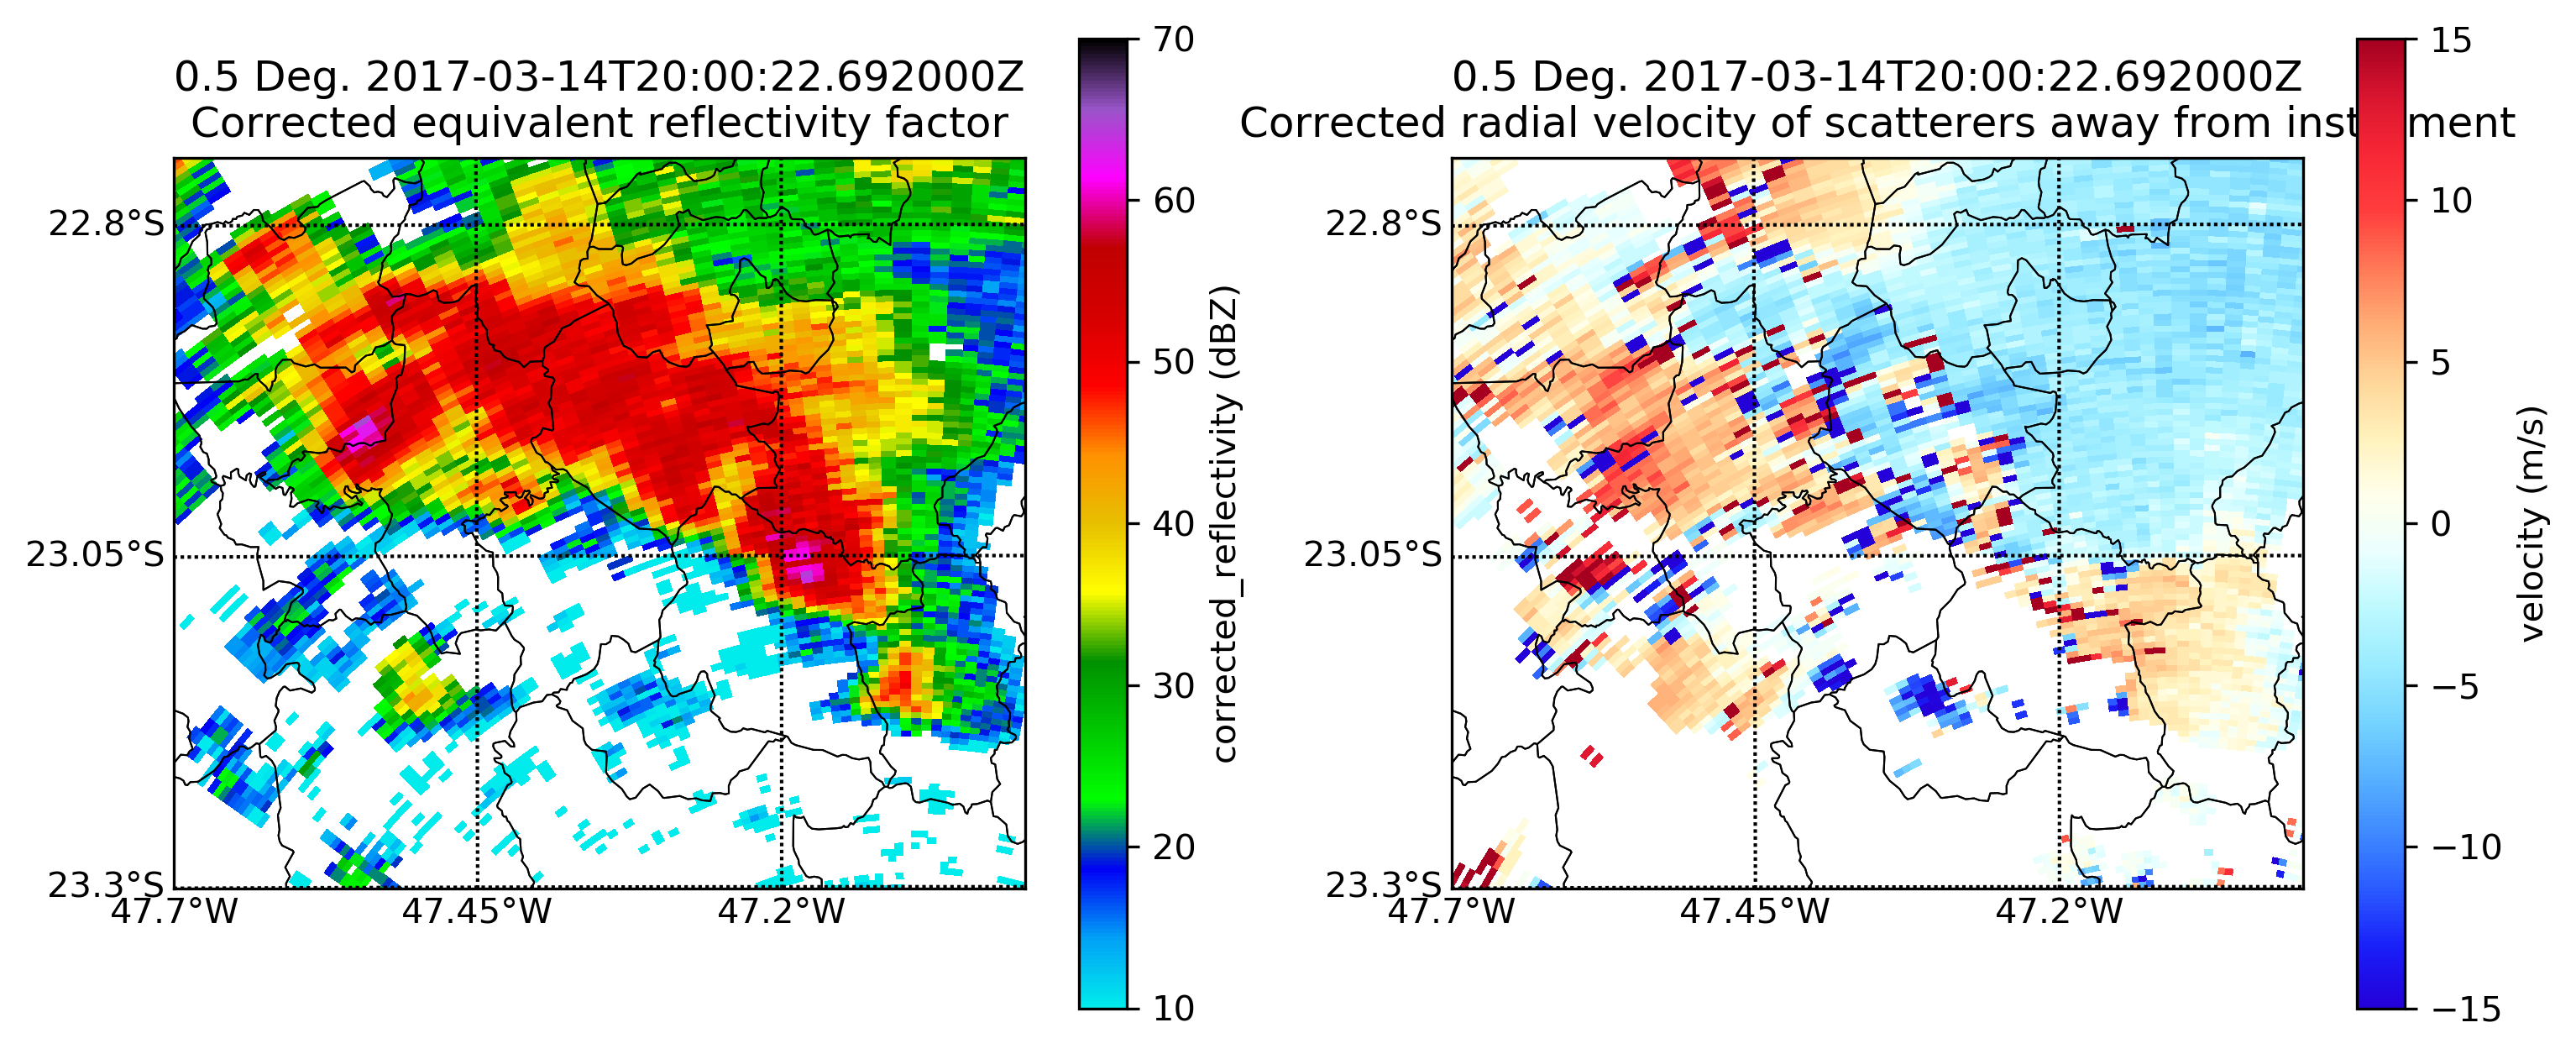 0.5 Deg. 2017-03-14T20:00:22.692000Z
Corrected equivalent reflectivity factor
22.8°S
23.05°S
23.3°S
47.7°W
47.45°W
47.2°W
70
60
50
40
30
20
10
corrected_reflectivity (dBZ)
0.5 Deg. 2017-03-14T20:00:22.692000Z
Corrected radial velocity of scatterers away from inst ment
22.8°S
23.05°S
23.3°S
47.7°W
47.45°W
47.2°W
15
10
5
0
−5
−10
−15
velocity (m/s)